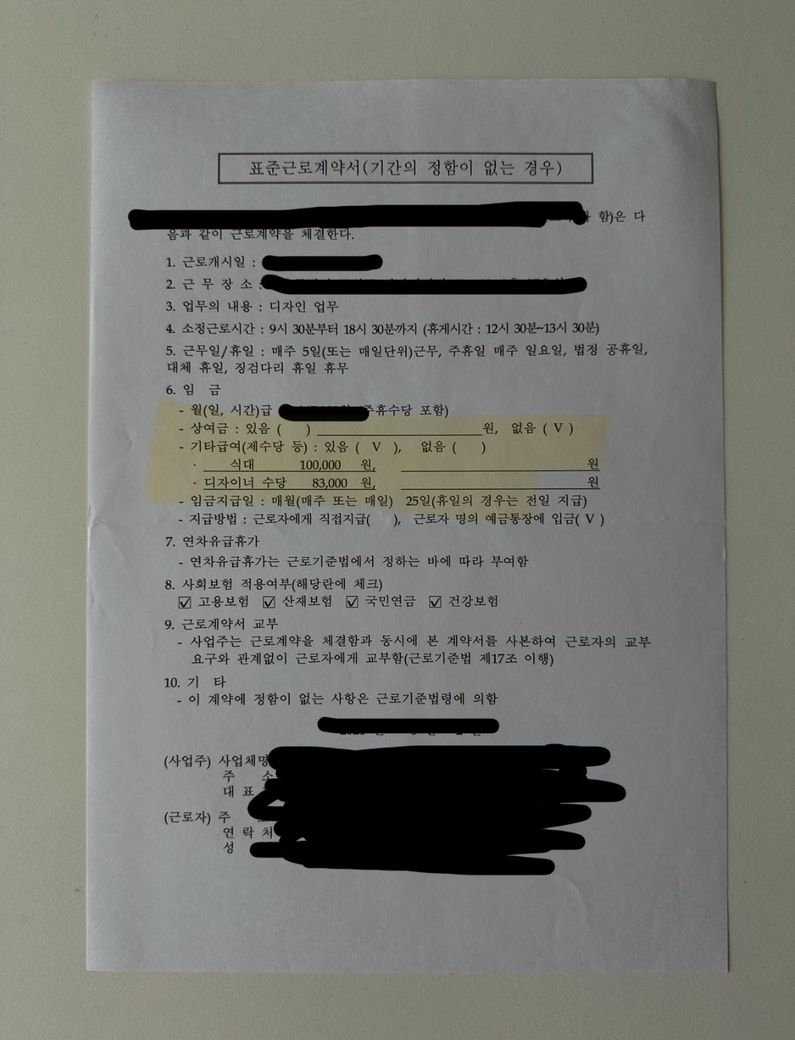 표준근로계약서(기간의 정함이 없는 경우)
함)은 다
음과 같이 근로계약을 체결한다.
1. 근로개시일 :
2. 근 무 장 소 :
3. 업무의 내용 : 디자인 업무
4. 소정근로시간 : 9시 30분부터 18시 30분까지 (휴게시간 : 12시 30분~13시 30분)
5. 근무일/휴일 : 매주 5일(또는 매일단위)근무, 주휴일 매주 일요일, 법정 공휴일,
대체 휴일, 징검다리 휴일 휴무
6. 임 금
- 월(일, 시간)급 주휴수당 포함)
- 상여금 : 있음 ( ) 원, 없음 ( V )
- 기타급여(제수당 등) : 있음 ( V ), 없음 ( )
· 식대 100,000 원, 원
· 디자이너 수당 83,000 원, 원
- 임금지급일 : 매월(매주 또는 매일) 25일(휴일의 경우는 전일 지급)
- 지급방법 : 근로자에게 직접지급( ), 근로자 명의 예금통장에 입금( V )
7. 연차유급휴가
- 연차유급휴가는 근로기준법에서 정하는 바에 따라 부여함
8. 사회보험 적용여부(해당란에 체크)
☑ 고용보험 ☑ 산재보험 ☑ 국민연금 ☑ 건강보험
9. 근로계약서 교부
- 사업주는 근로계약을 체결함과 동시에 본 계약서를 사본하여 근로자의 교부
요구와 관계없이 근로자에게 교부함(근로기준법 제17조 이행)
10. 기 타
- 이 계약에 정함이 없는 사항은 근로기준법령에 의함
(사업주) 사업체명
주 소
대 표
(근로자) 주
연 락 처
성